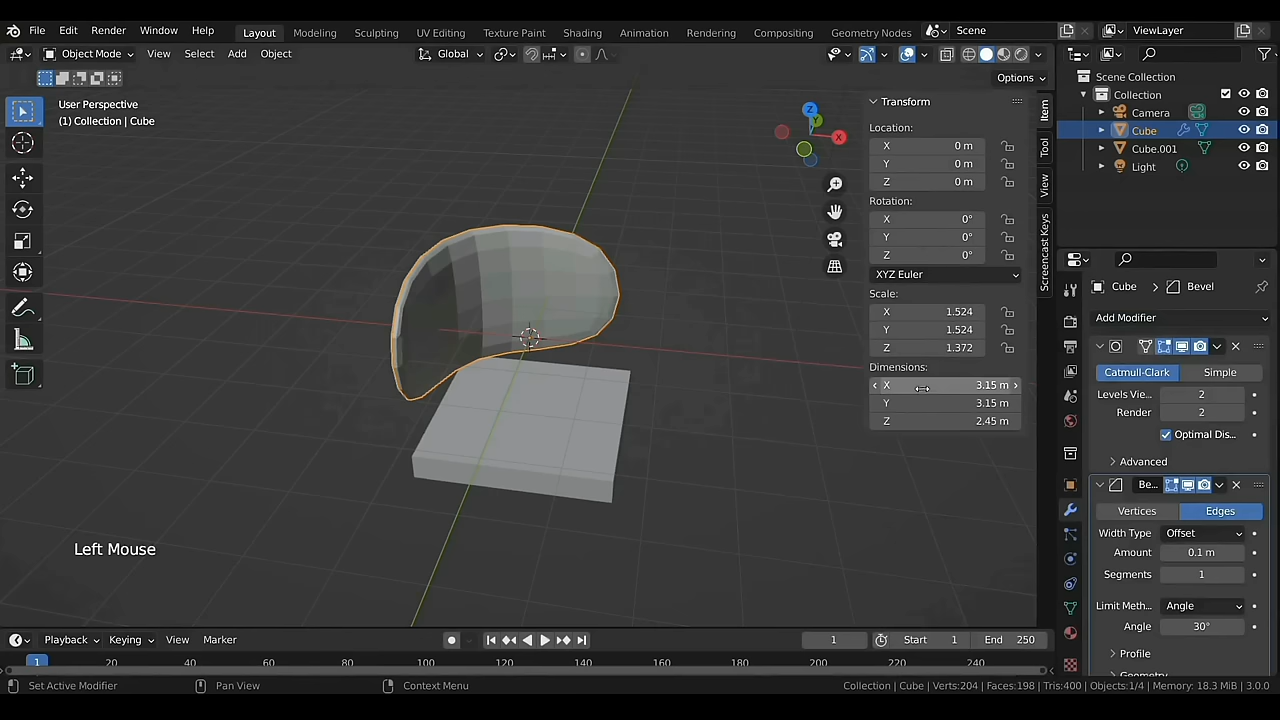 File Edit Render Window Help Layout Modeling Sculpting UV Editing Texture Paint Shading Animation Rendering Compositing Geometry Nodes Scene ViewLayer
Object Mode View Select Add Object Global
Options
User Perspective
(1) Collection | Cube
Z
Y
X
Transform
Location:
X 0 m
Y 0 m
Z 0 m
Rotation:
X 0°
Y 0°
Z 0°
XYZ Euler
Scale:
X 1.524
Y 1.524
Z 1.372
Dimensions:
X 3.15 m
Y 3.15 m
Z 2.45 m
Item
Tool
View
Screencast Keys
Scene Collection
Collection
Camera
Cube
Cube.001
Light
Cube > Bevel
Add Modifier
Catmull-Clark Simple
Levels Vie... 2
Render 2
Optimal Dis...
Advanced
Be...
Vertices Edges
Width Type Offset
Amount 0.1 m
Segments 1
Limit Meth... Angle
Angle 30°
Profile
Geometry
Left Mouse
Playback Keying View Marker 1 Start 1 End 250
1 20 40 60 80 100 120 140 160 180 200 220 240
Set Active Modifier Pan View Context Menu Collection | Cube | Verts:204 | Faces:198 | Tris:400 | Objects:1/4 | Memory: 18.3 MiB | 3.0.0